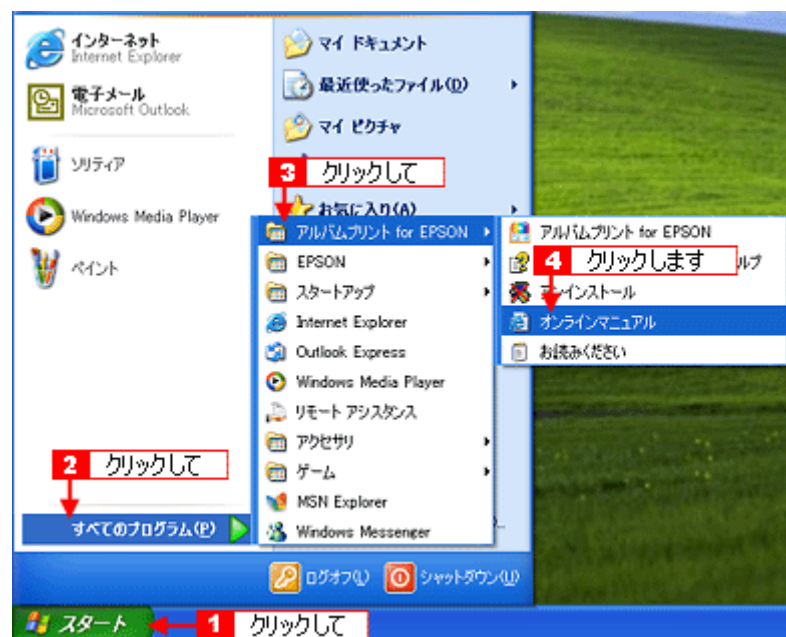 インターネット
Internet Explorer
電子メール
Microsoft Outlook
ソリティア
Windows Media Player
ペイント
2 クリックして
すべてのプログラム(P)
マイ ドキュメント
最近使ったファイル(D)
マイ ピクチャ
3 クリックして
お気に入り(A)
アルバムプリント for EPSON
EPSON
スタートアップ
Internet Explorer
Outlook Express
Windows Media Player
リモート アシスタンス
アクセサリ
ゲーム
MSN Explorer
Windows Messenger
アルバムプリント for EPSON
4 クリックします
ルプ
アンインストール
オンラインマニュアル
お読みください
ログオフ(L)
シャットダウン(U)
スタート
1 クリックして